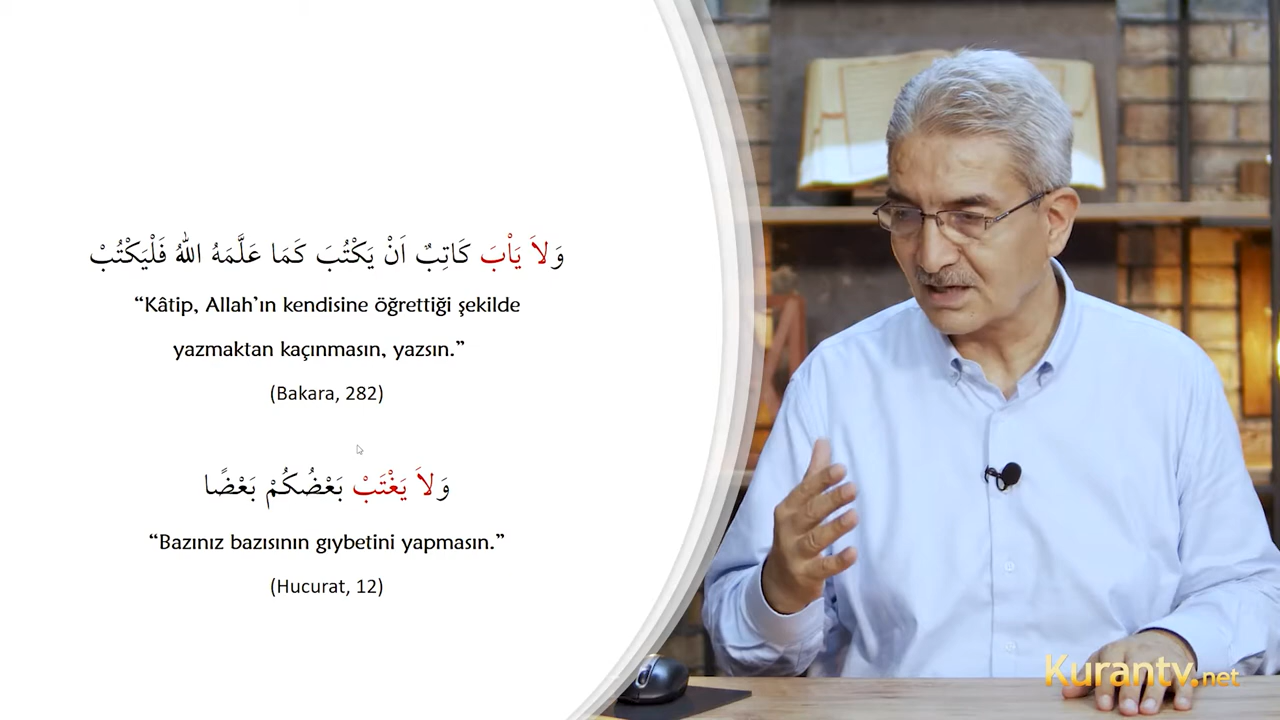 وَلاَ يَاْبَ كَاتِبٌ اَنْ يَكْتُبَ كَمَا عَلَّمَهُ اللهُ فَلْيَكْتُبْ
“Kâtip, Allah’ın kendisine öğrettiği şekilde
yazmaktan kaçınmasın, yazsın.”
(Bakara, 282)
وَلاَ يَغْتَبْ بَعْضُكُمْ بَعْضًا
“Bazınız bazısının gıybetini yapmasın.”
(Hucurat, 12)
Kurantv.net